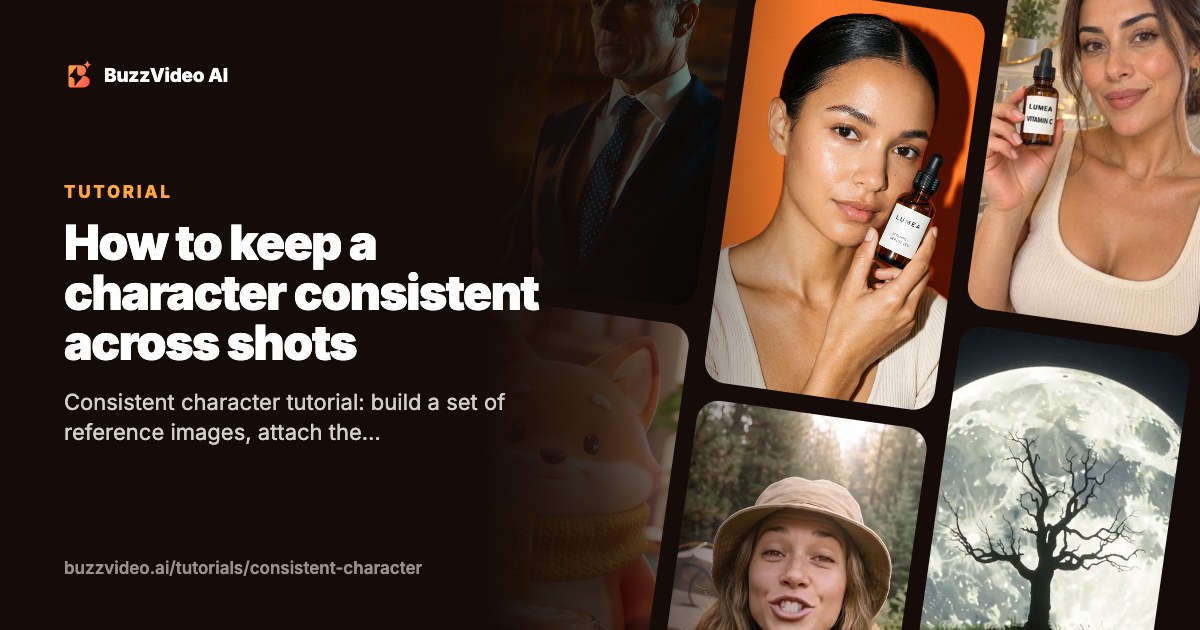 BuzzVideo AI
TUTORIAL
How to keep a
character consistent
across shots
Consistent character tutorial: build a set of
reference images, attach the...
buzzvideo.ai/tutorials/consistent-character
LUMEA
LUMEA
VITAMIN C